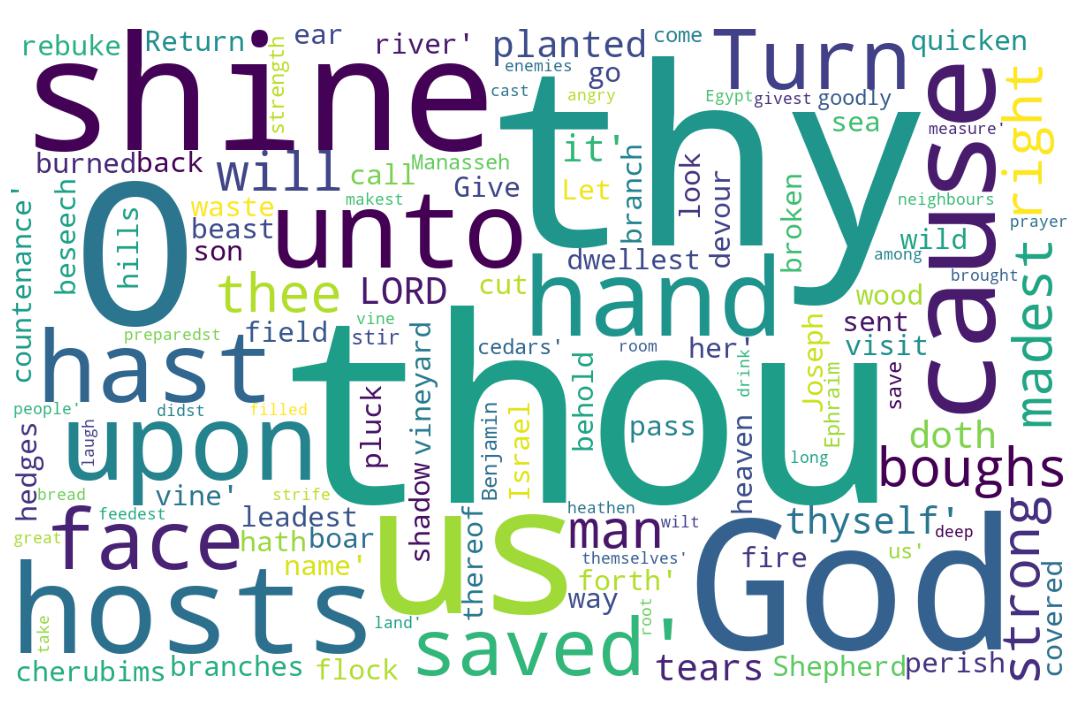 rebuke
Return
strength
ear
river'
planted
come
Turn
quicken
shine
enemies
go
cast
angry
Egypt
givest
goodly
cause
right
thy
it'
sea
measure'
burned
back
will
call
Manasseh
Give
Let
branch
look
devour
broken
neighbours
prayer
countenance'
beseech
O
hills
waste
beast
son
makest
unto
dwellest
wild
among
brought
thee
LORD
cut
hand
wood
madest
preparedst
field
vine
stir
sent
visit
hast
thou
cedars'
room
her'
drink
Joseph
Ephraim
save
people'
didst
filled
pluck
vineyard
behold
pass
heaven
long
doth
hedges
laugh
upon
shadow
Benjamin
Israel
boughs
bread
vine'
strife
great
feedest
face
leadest
hath
boar
name'
thereof
us
heathen
man
wilt
God
thyself'
deep
strong
themselves'
fire
us'
forth'
way
covered
hosts
take
land'
root
saved'
cherubims
branches
flock
tears
Shepherd
perish